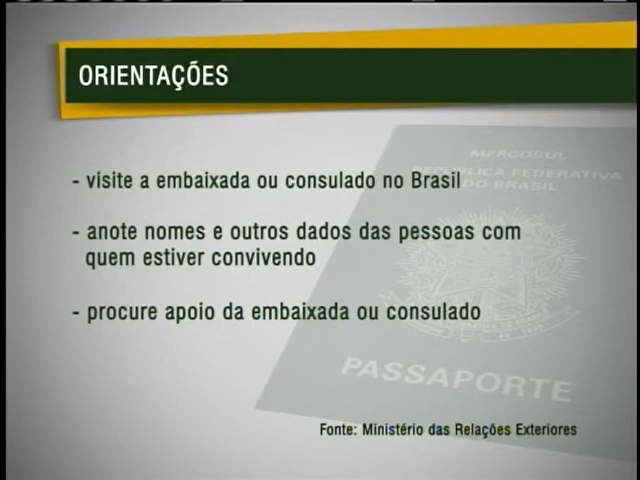 ORIENTAÇÕES
- visite a embaixada ou consulado no Brasil
- anote nomes e outros dados das pessoas com
quem estiver convivendo
- procure apoio da embaixada ou consulado
MERCOSUL
REPÚBLICA FEDERATIVA
DO BRASIL
PASSAPORTE
Fonte: Ministério das Relações Exteriores